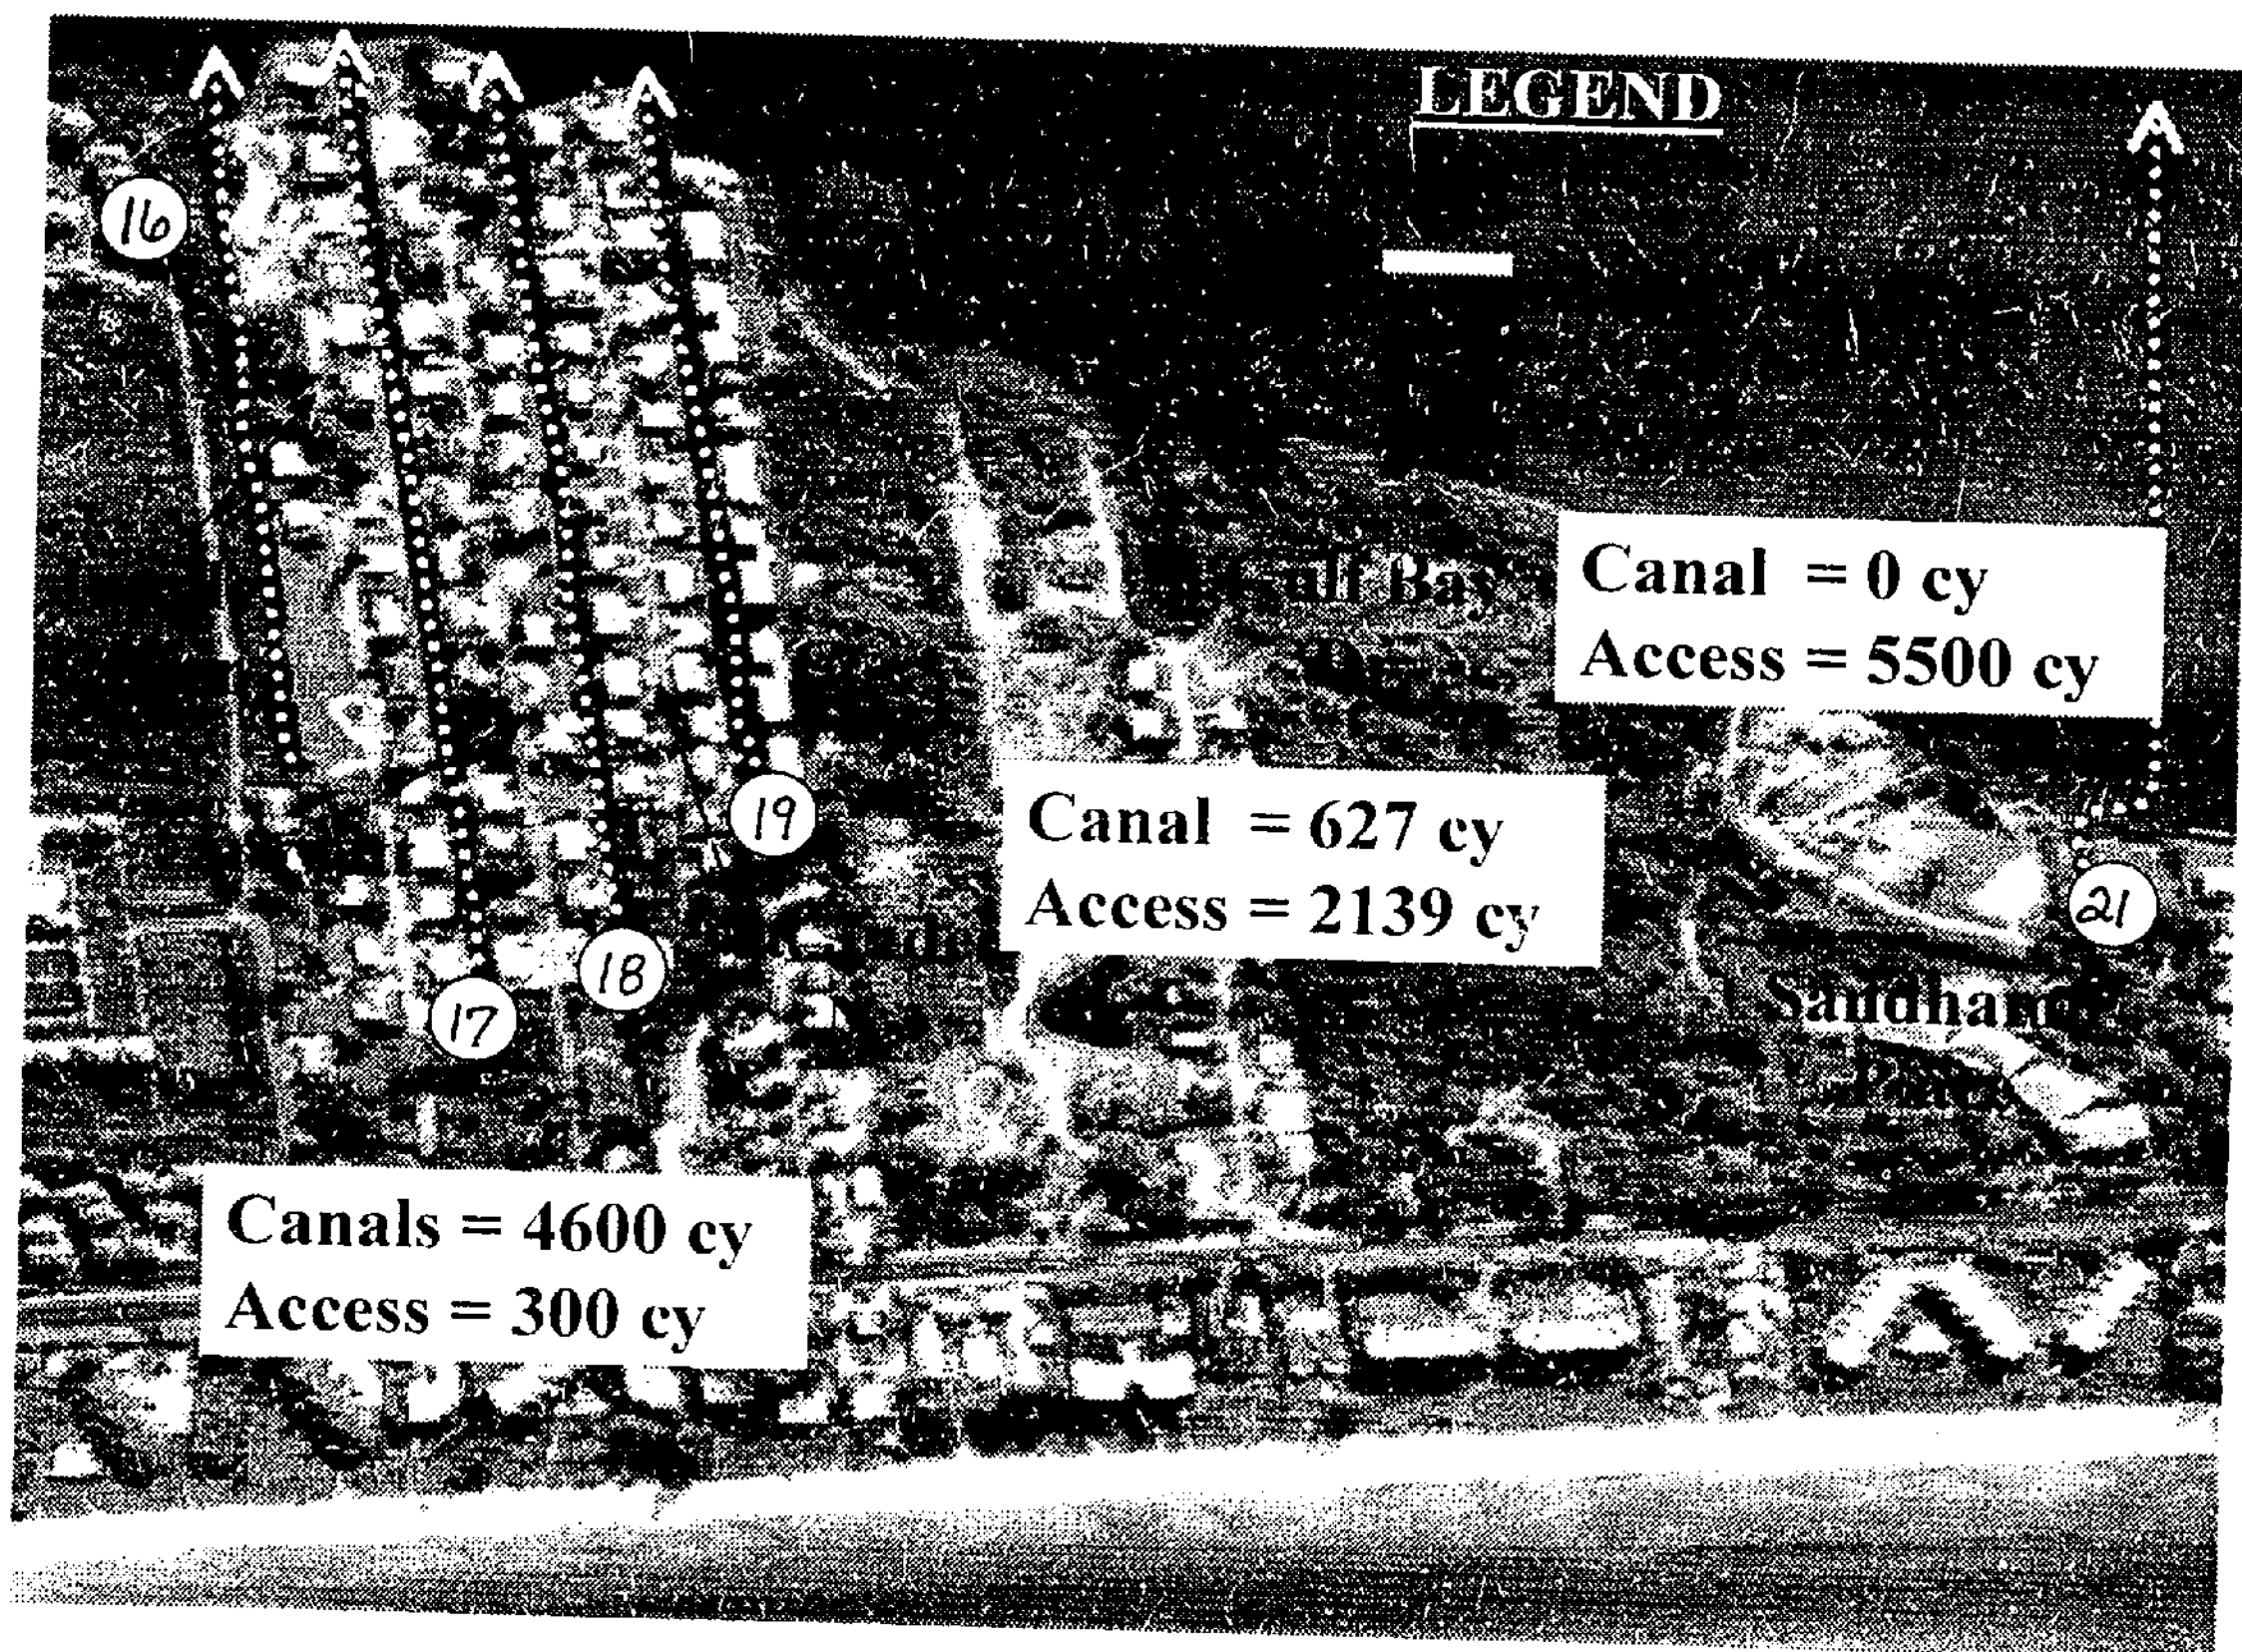 LEGEND
16
Canal = 0 cy
Access = 5500 cy
Bay
19
Canal = 627 cy
Access = 2139 cy
21
18
17
Canals = 4600 cy
Access = 300 cy